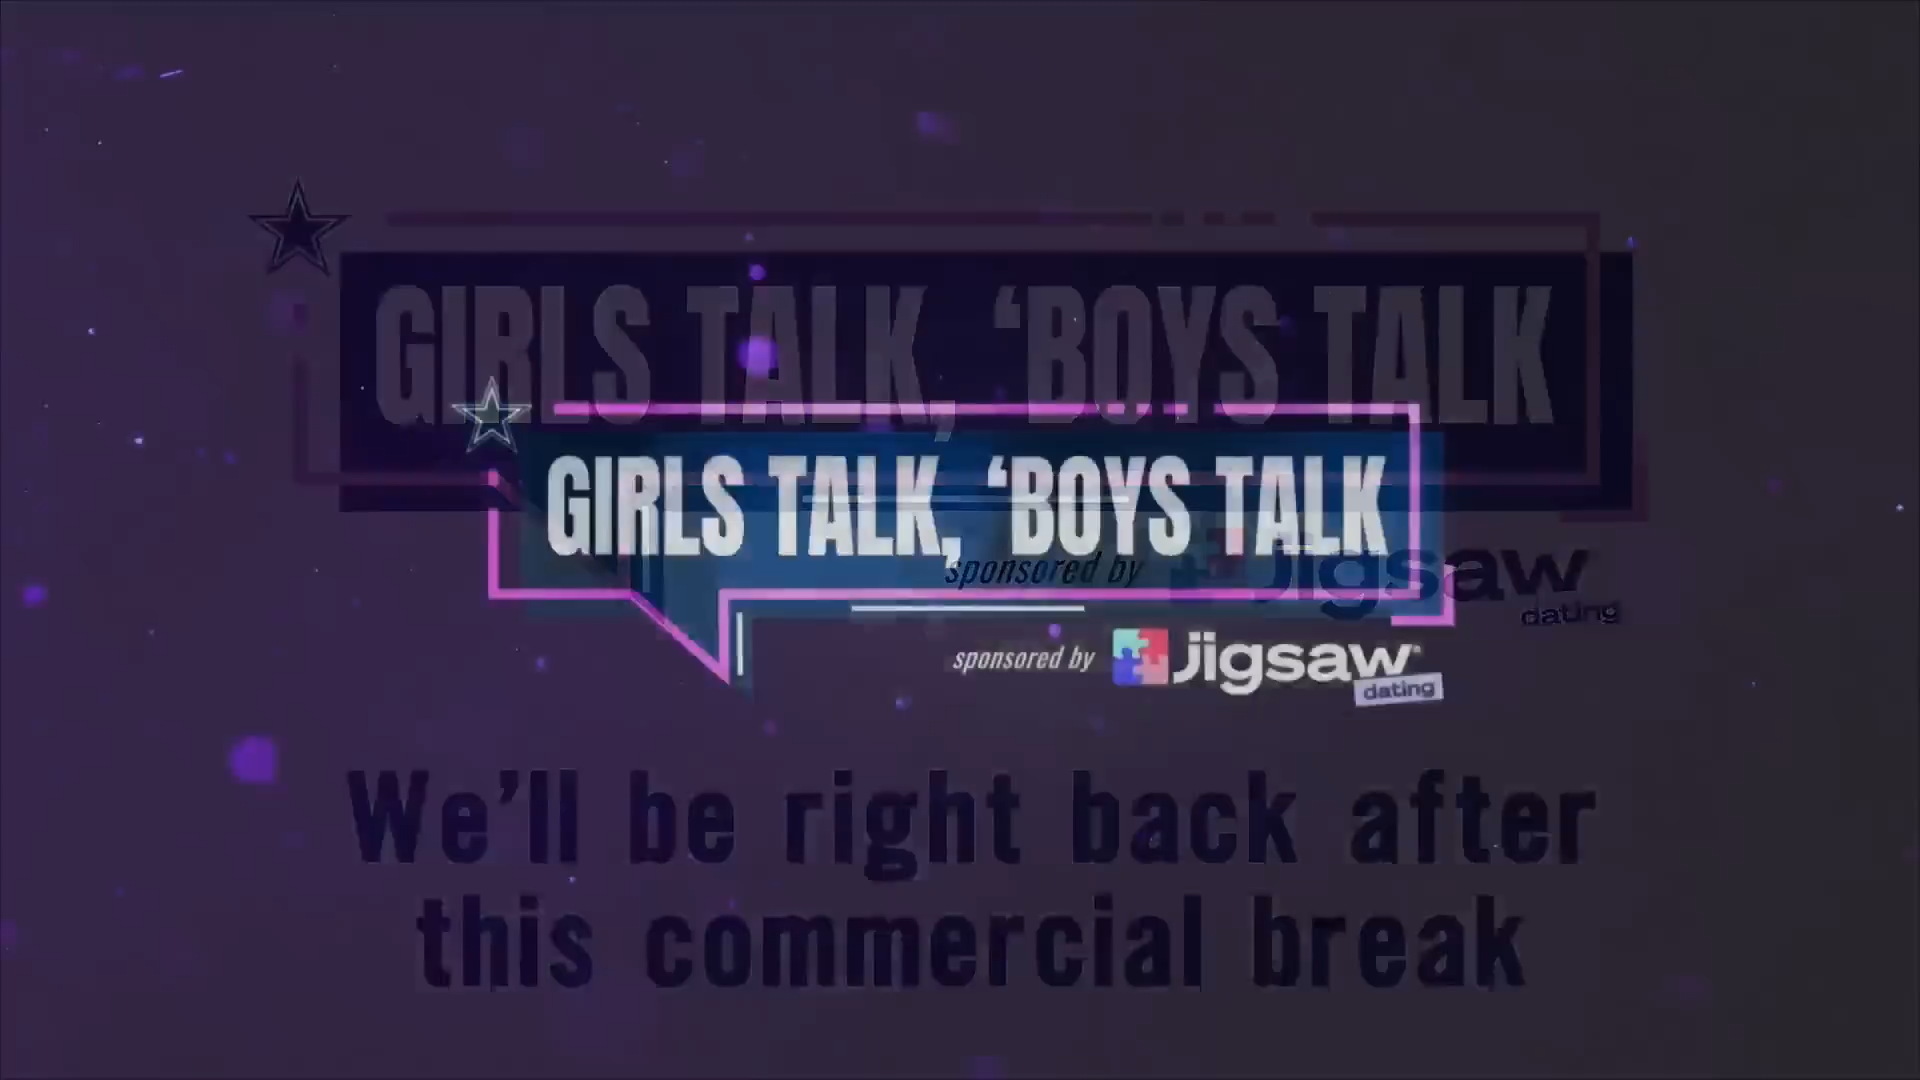 GIRLS TALK, ‘BOYS TALK
GIRLS TALK, ‘BOYS TALK
sponsored by jigsaw
dating
sponsored by jigsaw
dating
We’ll be right back after
this commercial break